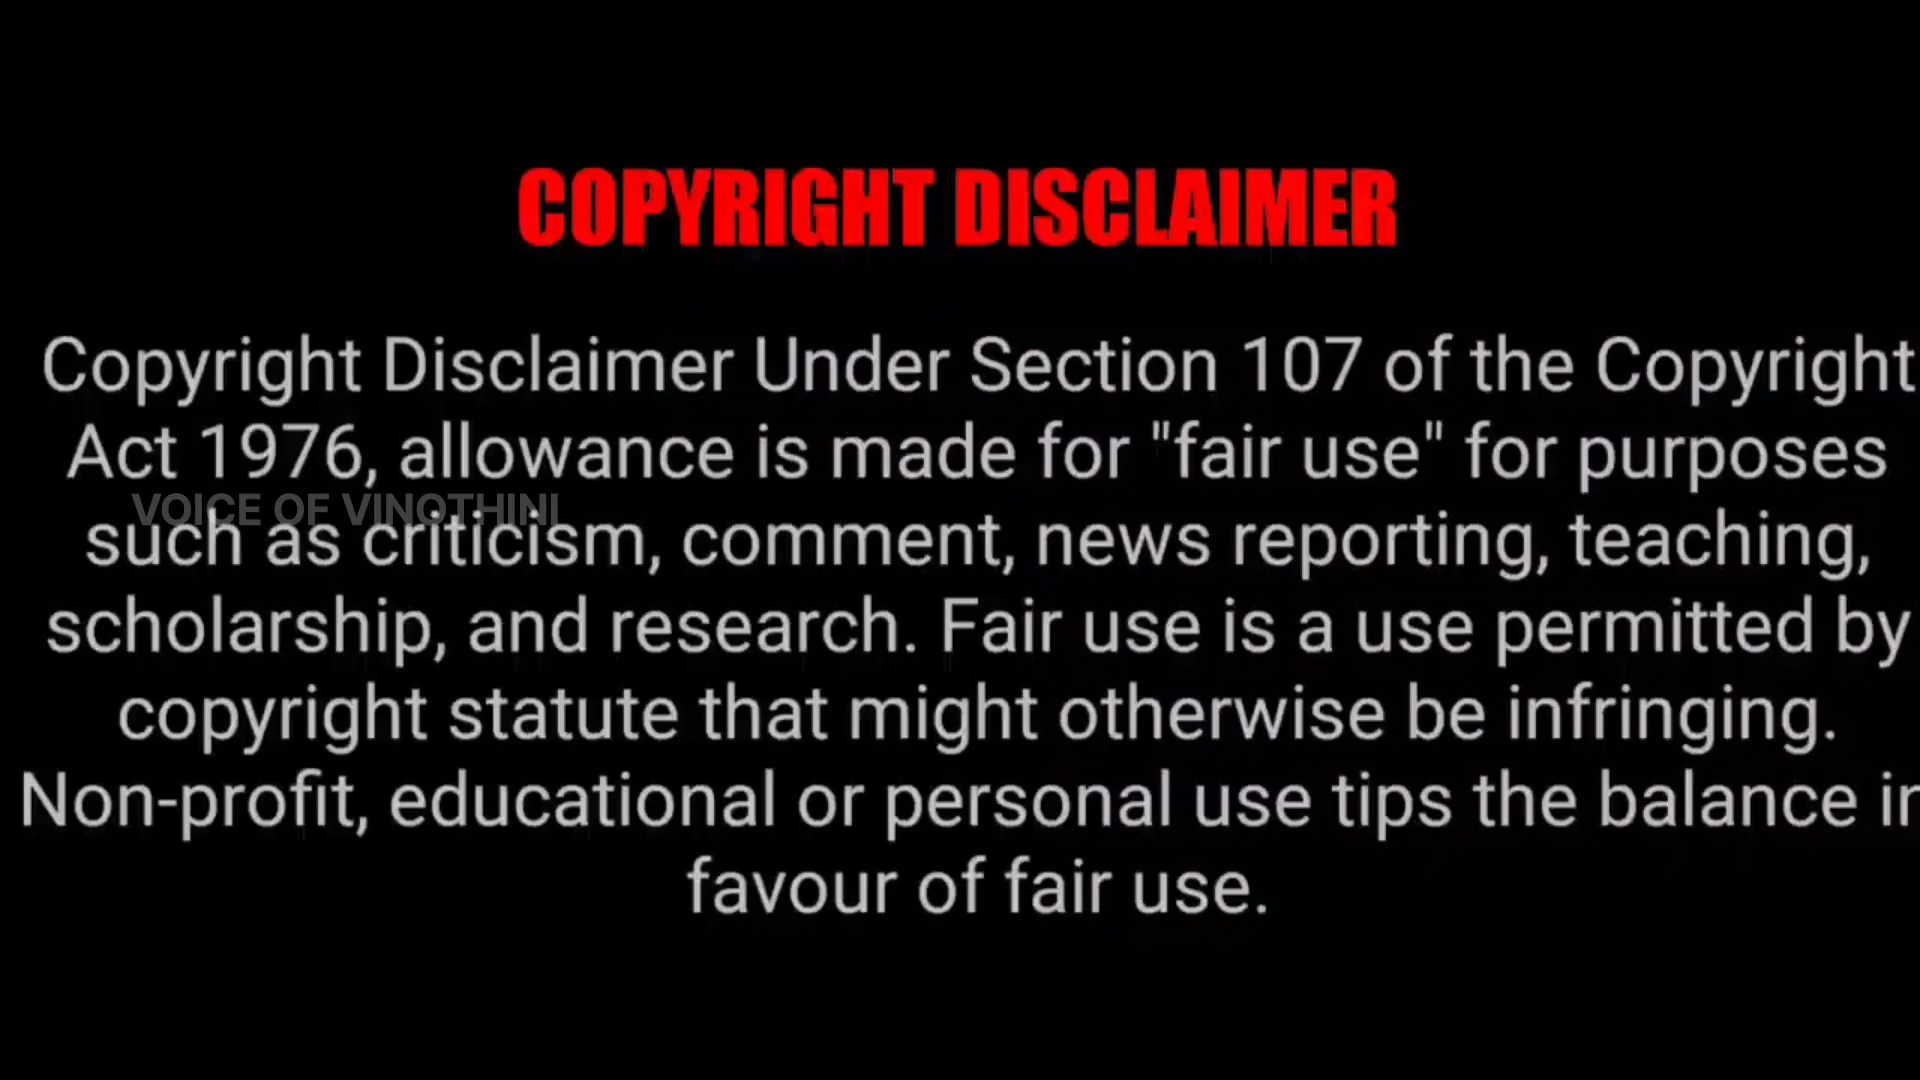 COPYRIGHT DISCLAIMER
Copyright Disclaimer Under Section 107 of the Copyright
Act 1976, allowance is made for "fair use" for purposes
VOICE OF VINOTHINI
such as criticism, comment, news reporting, teaching,
scholarship, and research. Fair use is a use permitted by
copyright statute that might otherwise be infringing.
Non-profit, educational or personal use tips the balance in
favour of fair use.